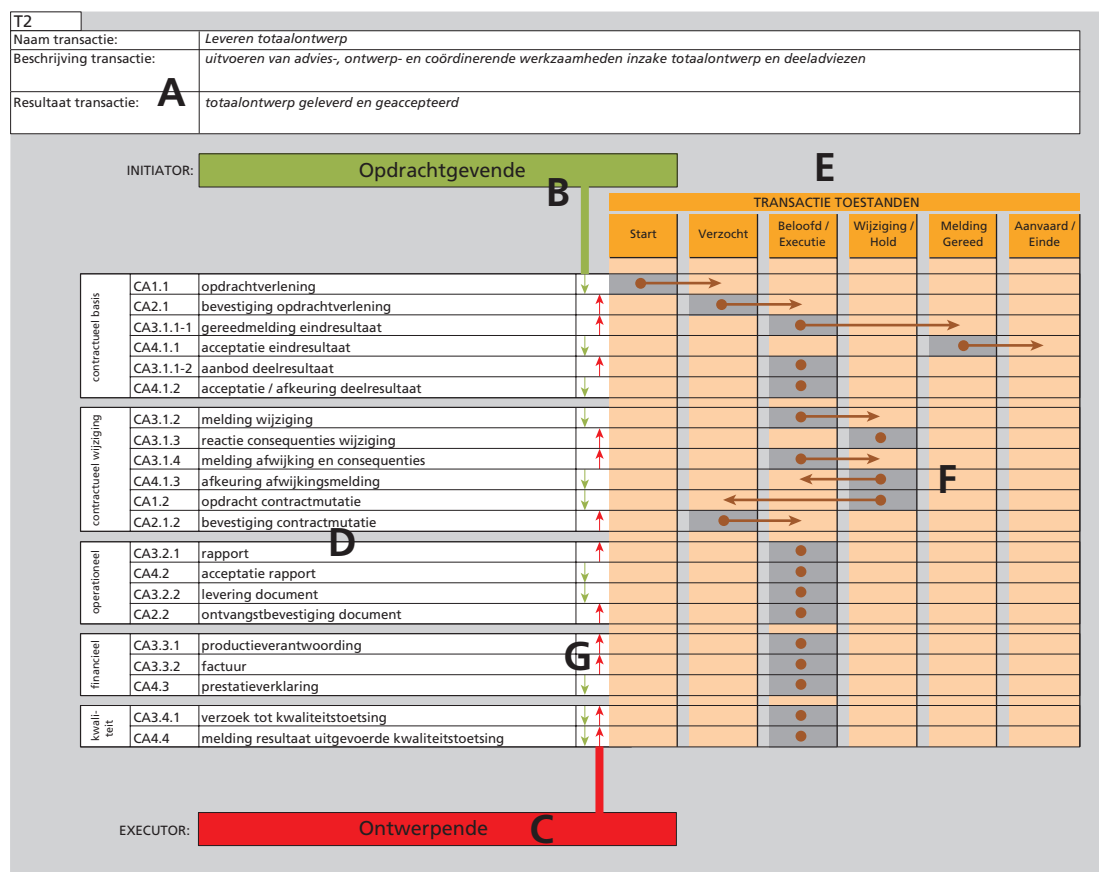 T2
Naam transactie: Leveren totaalontwerp
Beschrijving transactie: uitvoeren van advies-, ontwerp- en coördinerende werkzaamheden inzake totaalontwerp en deeladviezen
A
Resultaat transactie: totaalontwerp geleverd en geaccepteerd
INITIATOR: Opdrachtgevende
B
E
TRANSACTIE TOESTANDEN
Start
Verzocht
Beloofd /
Executie
Wijziging /
Hold
Melding
Gereed
Aanvaard /
Einde
contractueel basis
CA1.1 opdrachtverlening
CA2.1 bevestiging opdrachtverlening
CA3.1.1-1 gereedmelding eindresultaat
CA4.1.1 acceptatie eindresultaat
CA3.1.1-2 aanbod deelresultaat
CA4.1.2 acceptatie / afkeuring deelresultaat
contractueel wijziging
CA3.1.2 melding wijziging
CA3.1.3 reactie consequenties wijziging
CA3.1.4 melding afwijking en consequenties
CA4.1.3 afkeuring afwijkingsmelding
F
CA1.2 opdracht contractmutatie
CA2.1.2 bevestiging contractmutatie
D
operationeel
CA3.2.1 rapport
CA4.2 acceptatie rapport
CA3.2.2 levering document
CA2.2 ontvangstbevestiging document
financieel
CA3.3.1 productieverantwoording
G
CA3.3.2 factuur
CA4.3 prestatieverklaring
kwali-
teit
CA3.4.1 verzoek tot kwaliteitstoetsing
CA4.4 melding resultaat uitgevoerde kwaliteitstoetsing
EXECUTOR: Ontwerpende
C